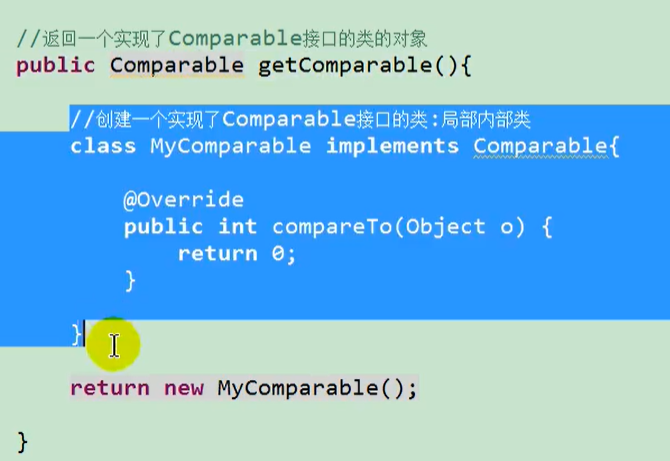 //返回一个实现了Comparable接口的类的对象
public Comparable getComparable(){
//创建一个实现了Comparable接口的类:局部内部类
class MyComparable implements Comparable{
@Override
public int compareTo(Object o) {
return 0;
}
}
return new MyComparable();
}